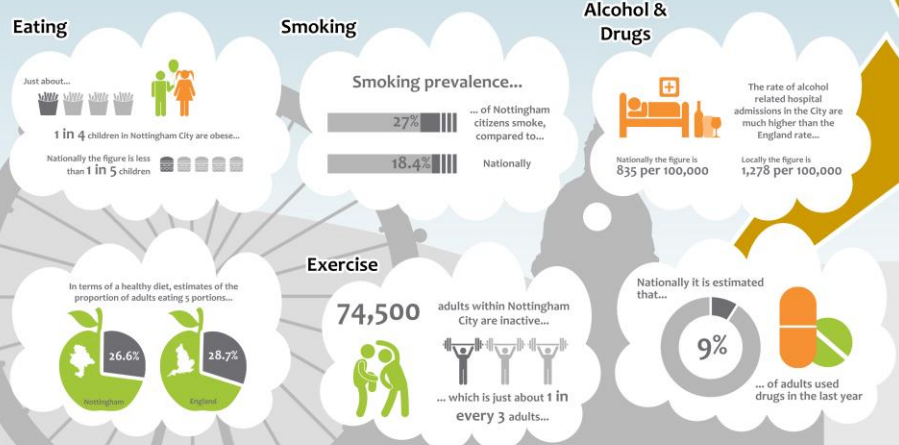 Eating
Just about...
1 in 4 children in Nottingham City are obese...
Nationally the figure is less
than 1 in 5 children
In terms of a healthy diet, estimates of the
proportion of adults eating 5 portions...
26.6%
Nottingham
28.7%
England
Smoking
Smoking prevalence...
27%
... of Nottingham
citizens smoke,
compared to...
18.4%
Nationally
Exercise
74,500
adults within Nottingham
City are inactive...
... which is just about 1 in
every 3 adults...
Alcohol &
Drugs
The rate of alcohol
related hospital
admissions in the City are
much higher than the
England rate...
Nationally the figure is
835 per 100,000
Locally the figure is
1,278 per 100,000
Nationally it is estimated
that...
9%
... of adults used
drugs in the last year